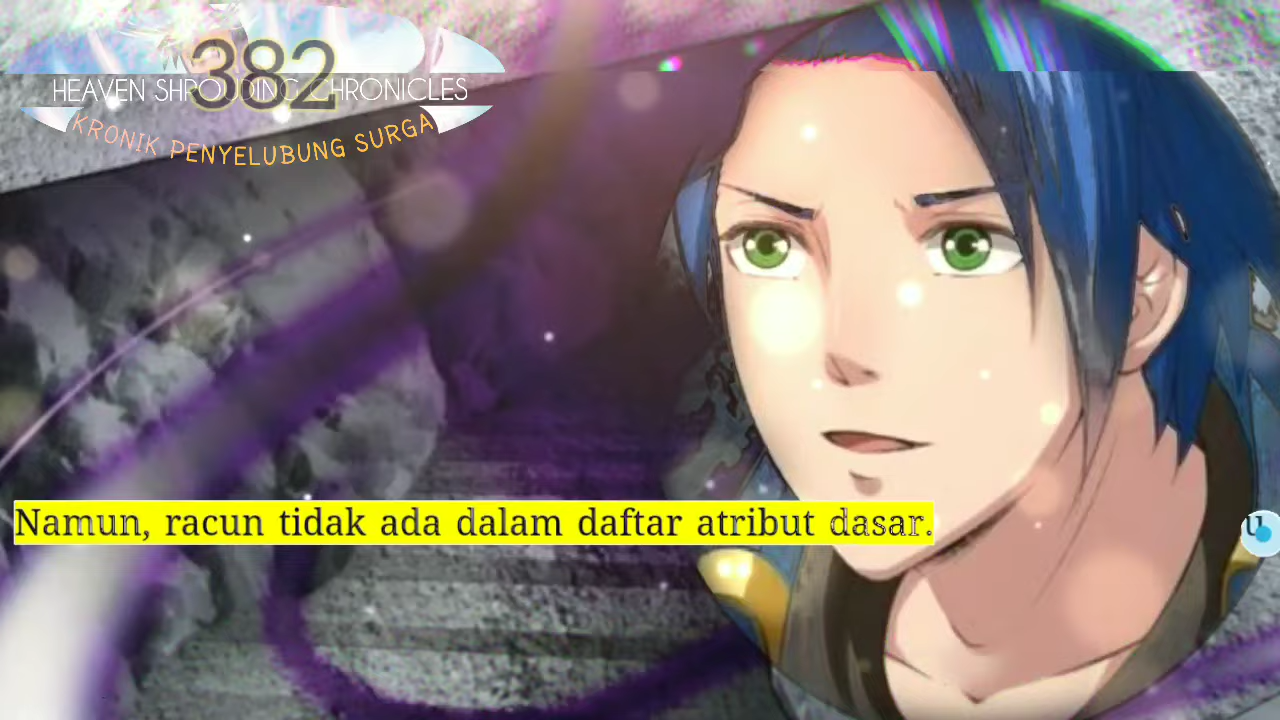 382
HEAVEN SHROUDING CHRONICLES
KRONIK PENYELUBUNG SURGA
Namun, racun tidak ada dalam daftar atribut dasar.
u